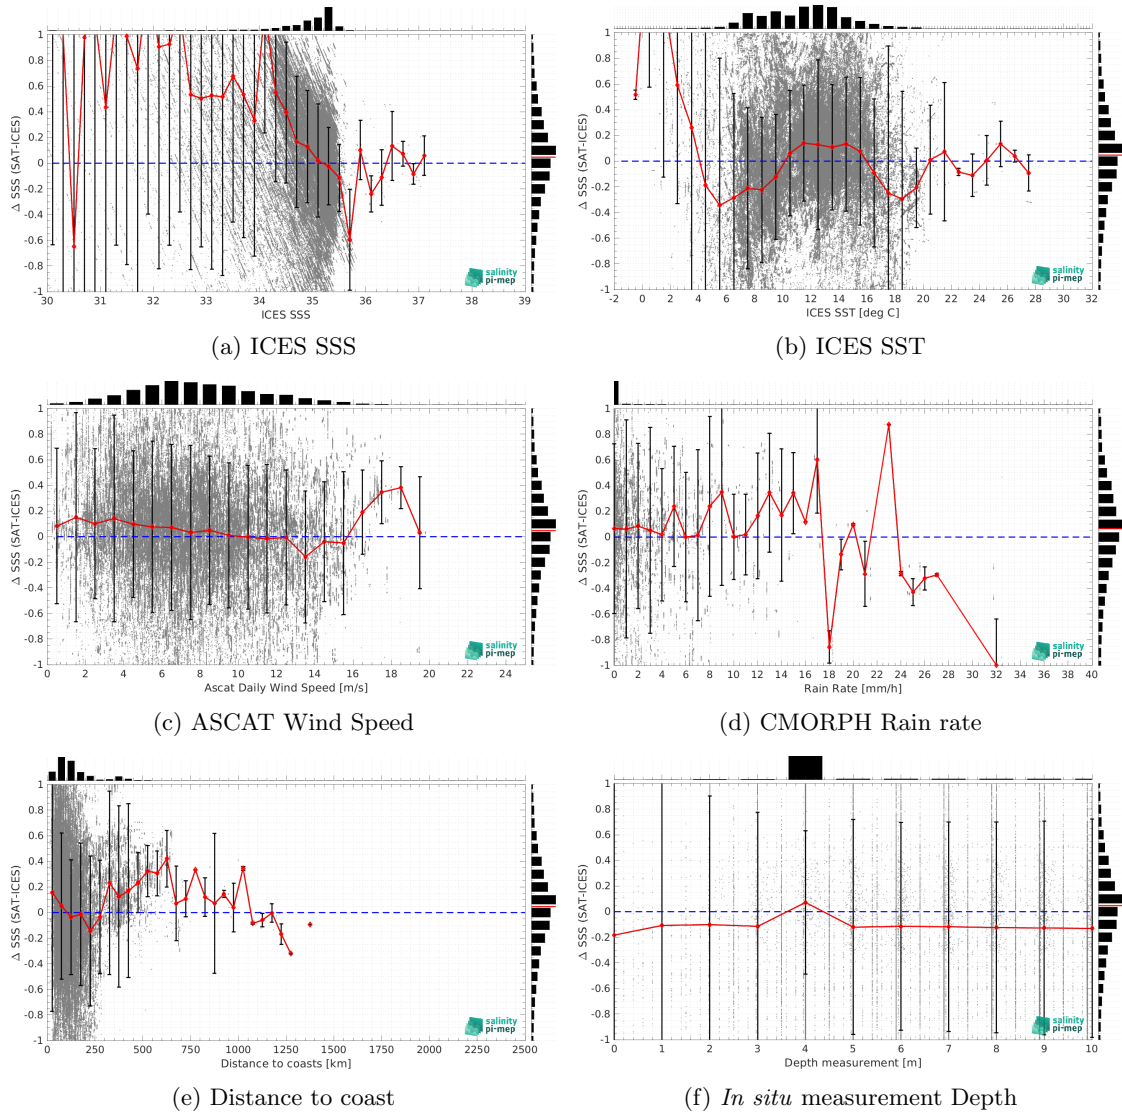 1
0.8
0.6
0.4
0.2
0
-0.2
-0.4
-0.6
-0.8
-1
Δ SSS (SAT-ICES)
salinity
pi-mep
30 31 32 33 34 35 36 37 38 39
ICES SSS
(a) ICES SSS
1
0.8
0.6
0.4
0.2
0
-0.2
-0.4
-0.6
-0.8
-1
Δ SSS (SAT-ICES)
salinity
pi-mep
-2 0 2 4 6 8 10 12 14 16 18 20 22 24 26 28 30 32
ICES SST [deg C]
(b) ICES SST
1
0.8
0.6
0.4
0.2
0
-0.2
-0.4
-0.6
-0.8
-1
Δ SSS (SAT-ICES)
salinity
pi-mep
0 2 4 6 8 10 12 14 16 18 20 22 24
Ascat Daily Wind Speed [m/s]
(c) ASCAT Wind Speed
1
0.8
0.6
0.4
0.2
0
-0.2
-0.4
-0.6
-0.8
-1
Δ SSS (SAT-ICES)
salinity
pi-mep
0 2 4 6 8 10 12 14 16 18 20 22 24 26 28 30 32 34 36 38 40
Rain Rate [mm/h]
(d) CMORPH Rain rate
1
0.8
0.6
0.4
0.2
0
-0.2
-0.4
-0.6
-0.8
-1
Δ SSS (SAT-ICES)
salinity
pi-mep
0 250 500 750 1000 1250 1500 1750 2000 2250 2500
Distance to coasts [km]
(e) Distance to coast
1
0.8
0.6
0.4
0.2
0
-0.2
-0.4
-0.6
-0.8
-1
Δ SSS (SAT-ICES)
salinity
pi-mep
0 1 2 3 4 5 6 7 8 9 10
Depth measurement [m]
(f) In situ measurement Depth